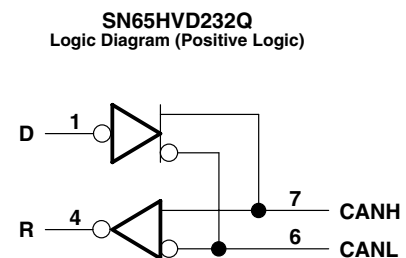 SN65HVD232Q
Logic Diagram (Positive Logic)
D 1
R 4
7 CANH
6 CANL